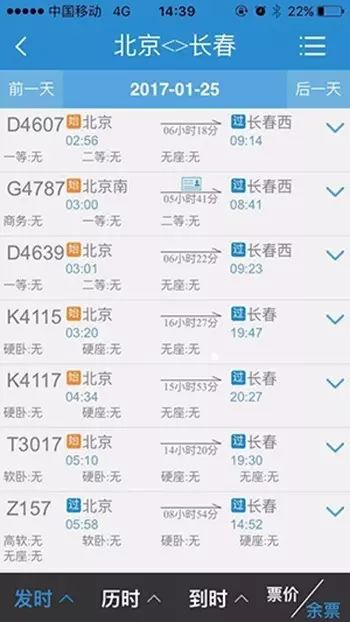 中国移动 4G 14:39 22%
北京<>长春
前一天 2017-01-25 后一天
D4607 始 北京 06小时18分 过 长春西
02:56 09:14
一等:无 二等:无 无座:无
G4787 始 北京南 05小时41分 过 长春西
03:00 08:41
商务:无 一等:无 二等:无
D4639 始 北京 06小时22分 过 长春西
03:01 09:23
一等:无 二等:无 无座:无
K4115 始 北京 16小时27分 过 长春
03:20 19:47
硬卧:无 硬座:无 无座:无
K4117 始 北京 15小时53分 过 长春
04:34 20:27
硬卧:无 硬座:无 无座:无
T3017 始 北京 14小时20分 过 长春
05:10 19:30
软卧:无 硬卧:无 硬座:无 无座:无
Z157 过 北京 08小时54分 过 长春
05:58 14:52
高软:无 软卧:无 硬卧:无 硬座:无
无座:无
发时 历时 到时 票价/余票